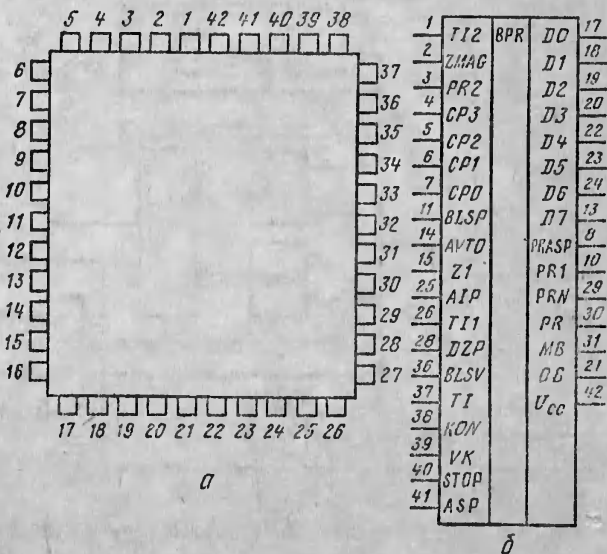 5 4 3 2 1 42 41 40 39 38
6 37
7 36
8 35
9 34
10 33
11 32
12 31
13 30
14 29
15 28
16 27
17 18 19 20 21 22 23 24 25 26
а
1 TI2 BPR D0 17
2 ZMAG D1 18
3 PR2 D2 19
4 CP3 D3 20
5 CP2 D4 22
6 CP1 D5 23
7 CP0 D6 24
11 BLSP D7 13
14 AVTO PRASP 8
15 Z1 PR1 10
25 AIP PRN 29
26 TI1 PR 30
28 DZP MB 31
36 BLSV OG 21
37 TI Ucc 42
38 KON
39 VK
40 STOP
41 ASP
б